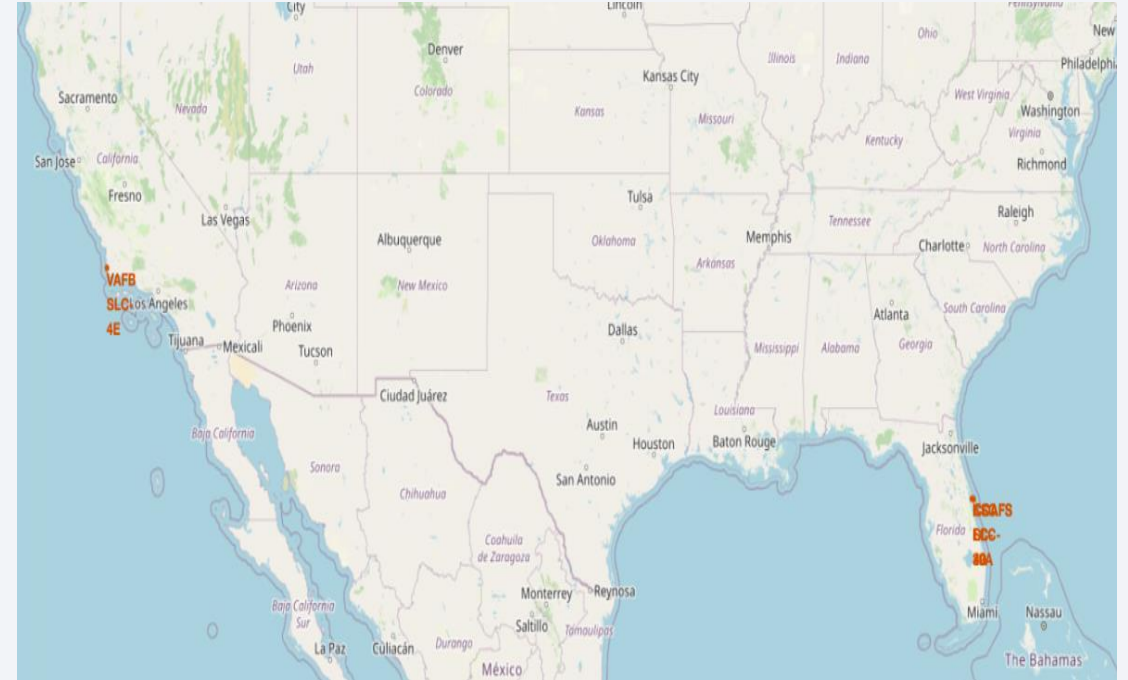 City
Lincoln
Pennsylvania
Ohio
New
Denver
Illinois
Indiana
Philadelphi
Utah
Kansas City
Colorado
Sacramento
West Virginia
Nevada
Kansas
Missouri
Washington
Virginia
Kentucky
San Jose
California
Richmond
Fresno
Tulsa
Las Vegas
Raleigh
Tennessee
Albuquerque
Oklahoma
Memphis
Charlotte
North Carolina
Arkansas
VAFB
Arizona
New Mexico
SLC-
Los Angeles
South Carolina
Atlanta
4E
Phoenix
Dallas
Tijuana
Mexicali
Tucson
Mississippi
Alabama
Georgia
Ciudad Juárez
Texas
Louisiana
Austin
Baja California
Houston
Baton Rouge
Jacksonville
Sonora
San Antonio
Chihuahua
Florida
Coahuila
de Zaragoza
Monterrey
Reynosa
Baja California
Sur
Miami
Nassau
Saltillo
Tamaulipas
La Paz
Culiacán
Durango
The Bahamas
México